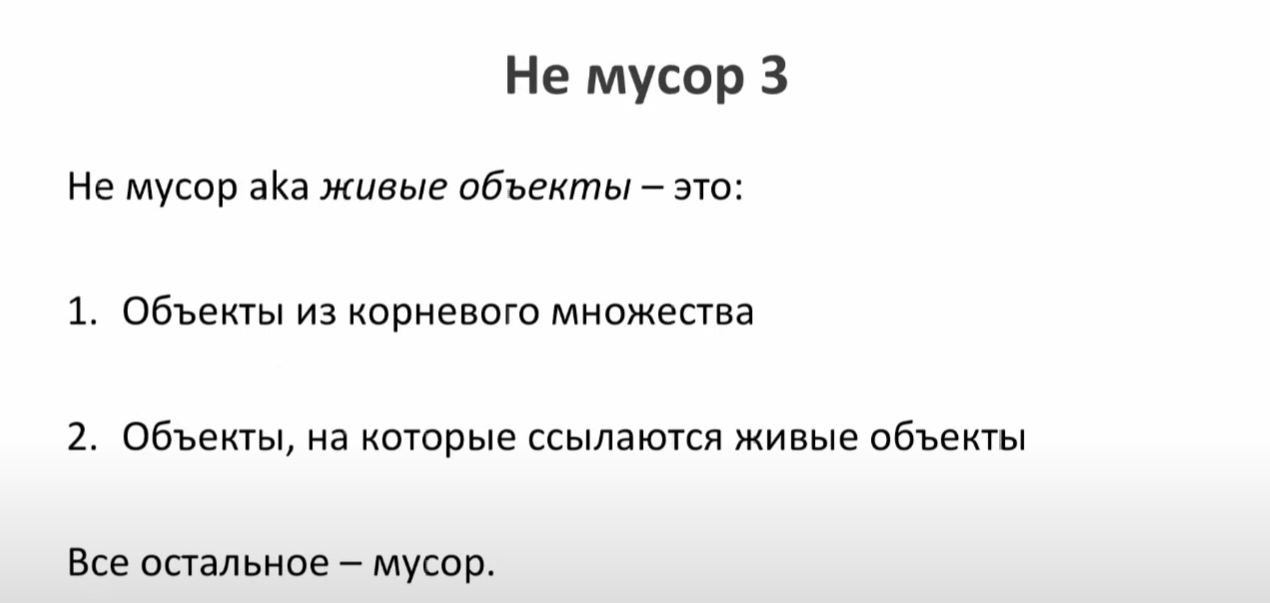 Не мусор 3
Не мусор aka живые объекты – это:
1. Объекты из корневого множества
2. Объекты, на которые ссылаются живые объекты
Все остальное – мусор.